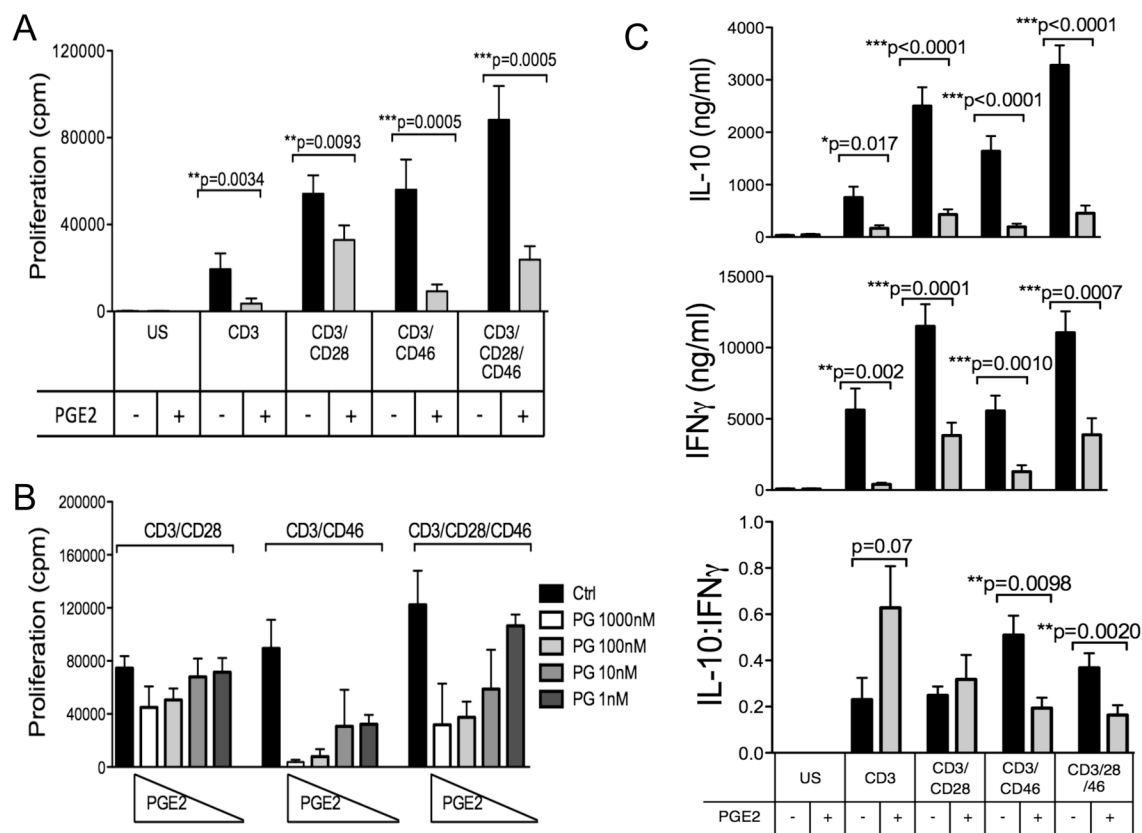 A
Proliferation (cpm)
120000
80000
40000
0
**p=0.0034
**p=0.0093
***p=0.0005
***p=0.0005
US
CD3
CD3/
CD28
CD3/
CD46
CD3/
CD28/
CD46
PGE2 - + - + - + - + - +
B
Proliferation (cpm)
200000
160000
120000
80000
40000
0
CD3/CD28
CD3/CD46
CD3/CD28/CD46
Ctrl
PG 1000nM
PG 100nM
PG 10nM
PG 1nM
PGE2
PGE2
PGE2
C
IL-10 (ng/ml)
4000
3000
2000
1000
0
*p=0.017
***p<0.0001
***p<0.0001
***p<0.0001
IFNγ (ng/ml)
15000
10000
5000
0
**p=0.002
***p=0.0001
***p=0.0010
***p=0.0007
IL-10:IFNγ
1.0
0.8
0.6
0.4
0.2
0.0
p=0.07
**p=0.0098
**p=0.0020
US
CD3
CD3/
CD28
CD3/
CD46
CD3/28
/46
PGE2 - + - + - + - + - +